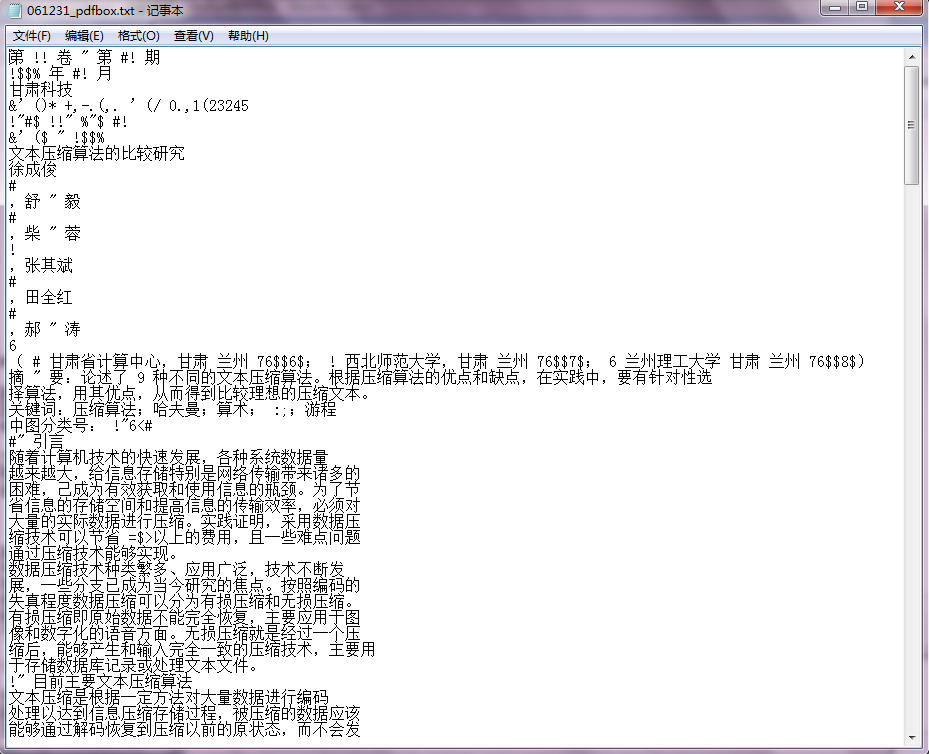 061231_pdfbox.txt - 记事本
文件(F) 编辑(E) 格式(O) 查看(V) 帮助(H)
第 !! 卷 " 第 #! 期
!$$% 年 #! 月
甘肃科技
&' ()* +,-.(,. ' (/ 0.,1(23245
!"#$ !!" %"$ #!
&' ($ " !$$%
文本压缩算法的比较研究
徐成俊
#
，舒 " 毅
#
，柴 " 蓉
!
，张其斌
#
，田全红
#
，郝 " 涛
6
（ # 甘肃省计算中心，甘肃 兰州 76$$6$； ! 西北师范大学，甘肃 兰州 76$$7$； 6 兰州理工大学 甘肃 兰州 76$$8$）
摘 " 要：论述了 9 种不同的文本压缩算法。根据压缩算法的优点和缺点，在实践中，要有针对性选
择算法，用其优点，从而得到比较理想的压缩文本。
关键词：压缩算法；哈夫曼；算术； :;；游程
中图分类号： !"6<#
#" 引言
随着计算机技术的快速发展，各种系统数据量
越来越大，给信息存储特别是网络传输带来诸多的
困难，已成为有效获取和使用信息的瓶颈。为了节
省信息的存储空间和提高信息的传输效率，必须对
大量的实际数据进行压缩。实践证明，采用数据压
缩技术可以节省 =$>以上的费用，且一些难点问题
通过压缩技术能够实现。
数据压缩技术种类繁多、应用广泛，技术不断发
展，一些分支已成为当今研究的焦点。按照编码的
失真程度数据压缩可以分为有损压缩和无损压缩。
有损压缩即原始数据不能完全恢复，主要应用于图
像和数字化的语音方面。无损压缩就是经过一个压
缩后，能够产生和输入完全一致的压缩技术，主要用
于存储数据库记录或处理文本文件。
!" 目前主要文本压缩算法
文本压缩是根据一定方法对大量数据进行编码
处理以达到信息压缩存储过程，被压缩的数据应该
能够通过解码恢复到压缩以前的原状态，而不会发